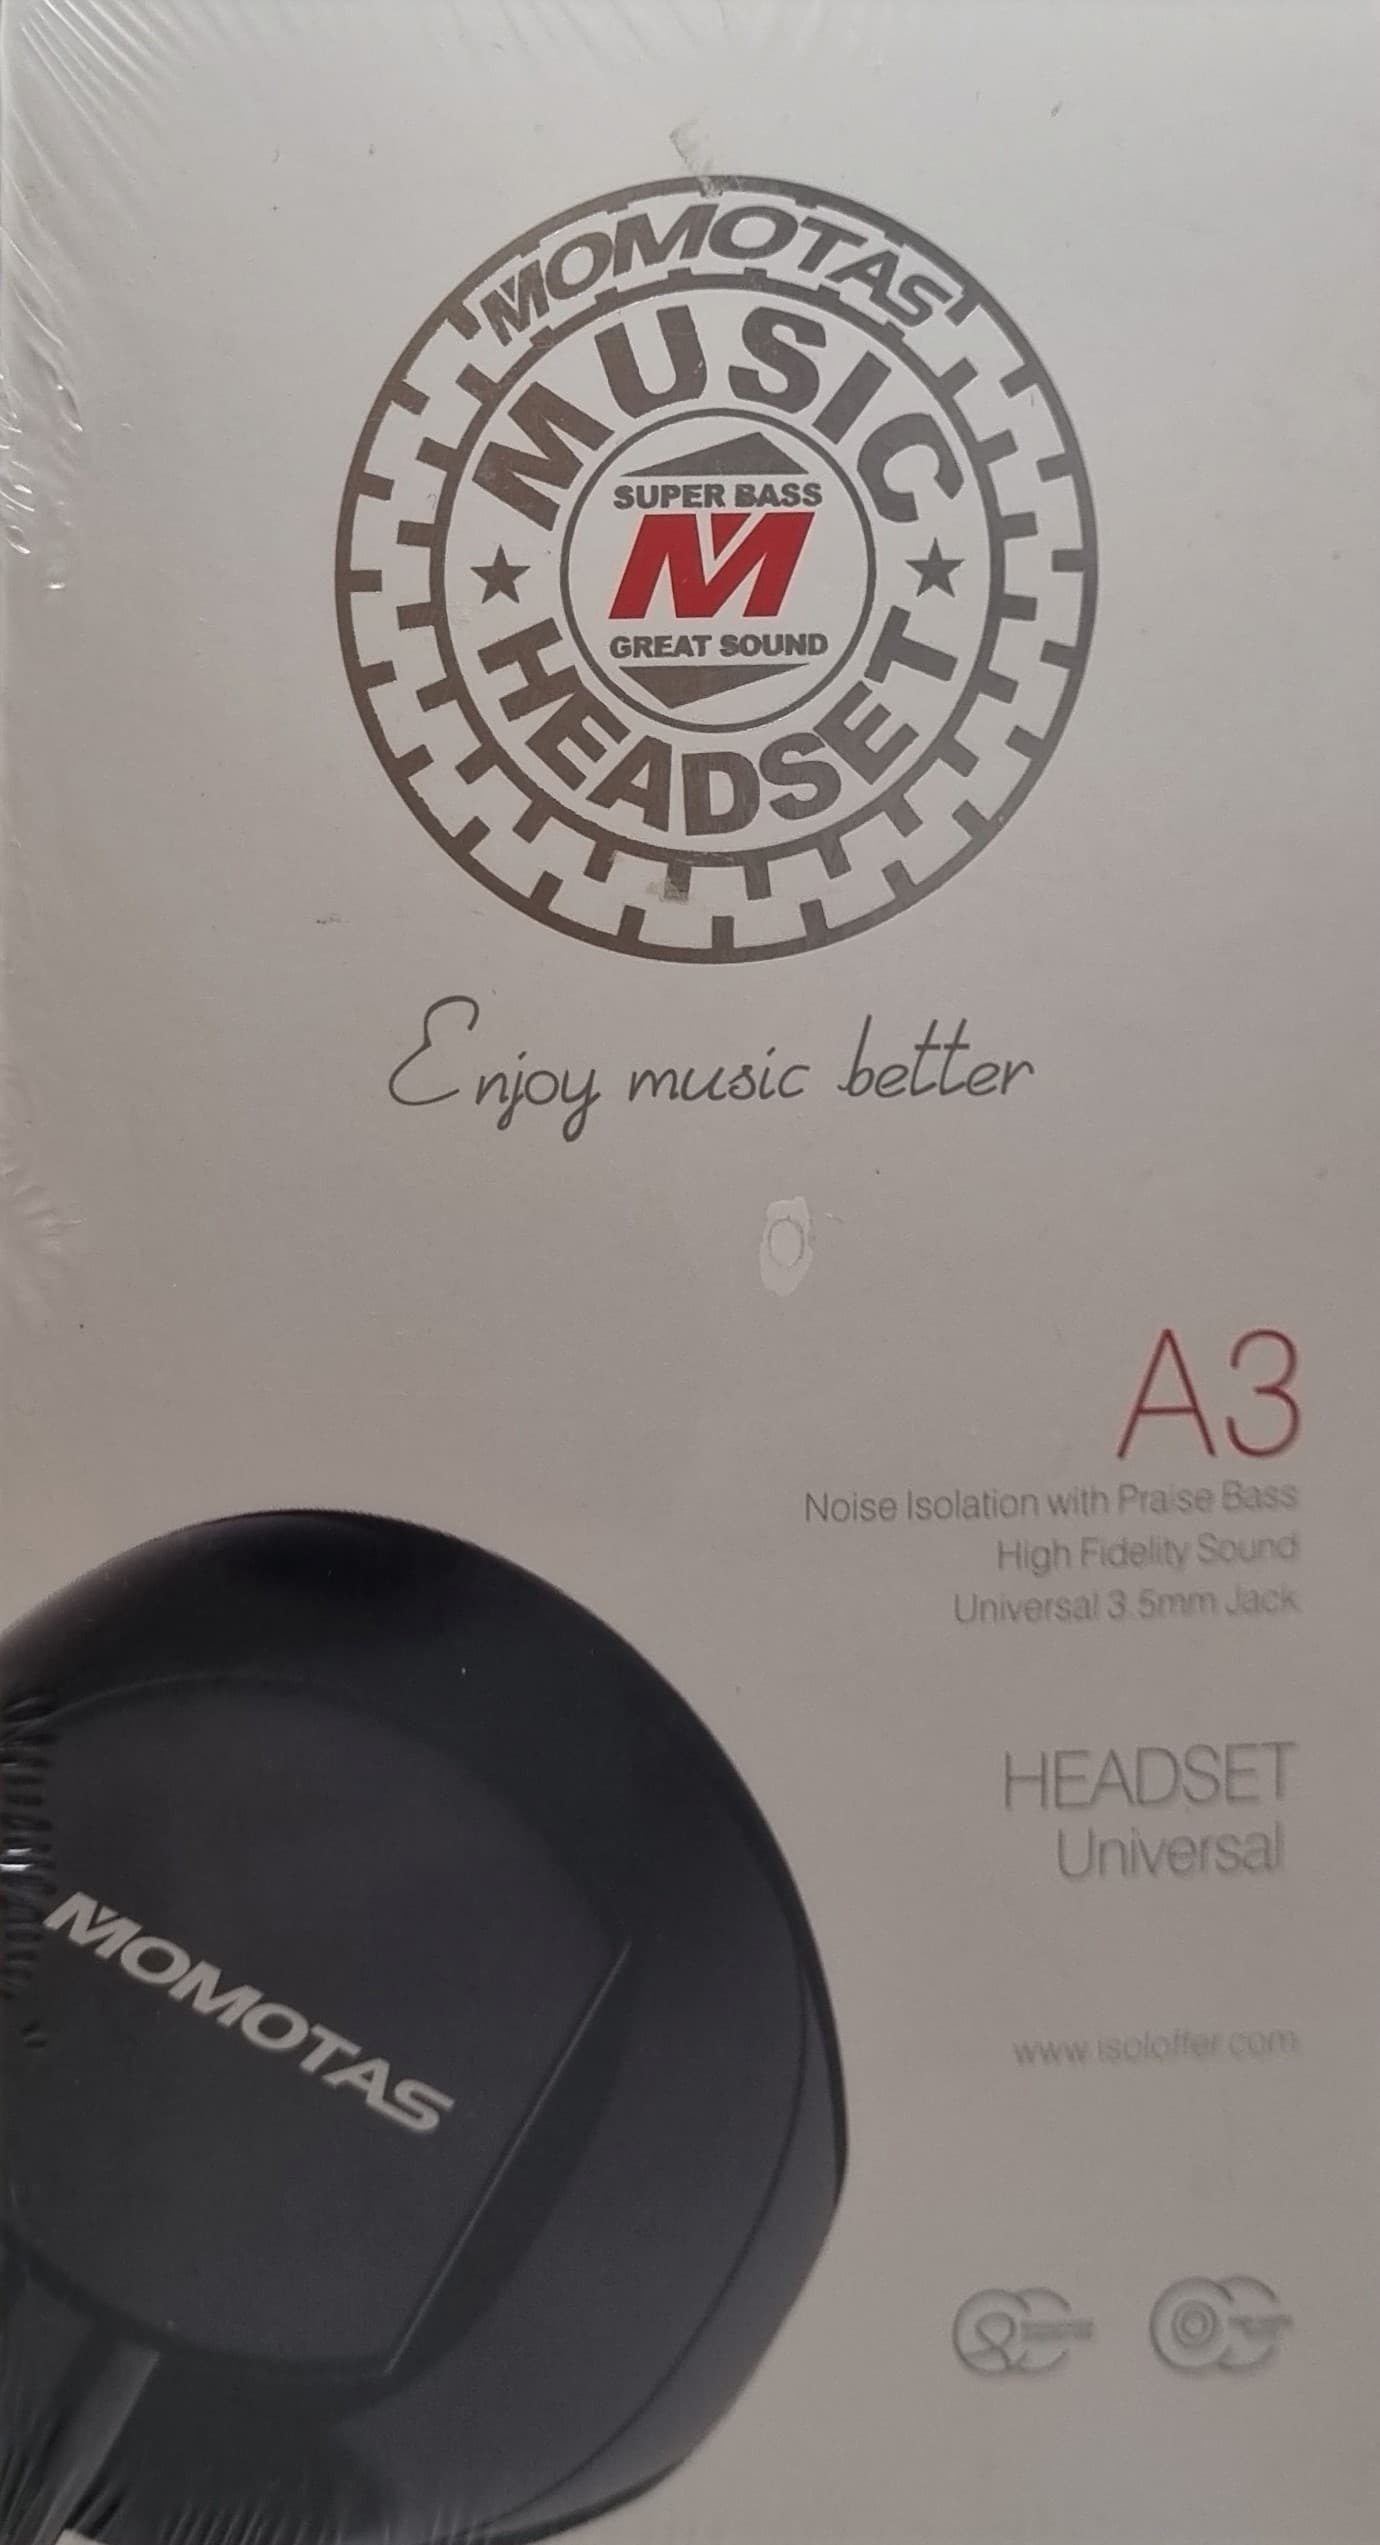 MOMOTAS
MUSIC
SUPER BASS
M
GREAT SOUND
HEADSET
Enjoy music better
A3
Noise Isolation with Praise Bass
High Fidelity Sound
Universal 3.5mm Jack
HEADSET
Universal
www.isoloffer.com
MOMOTAS